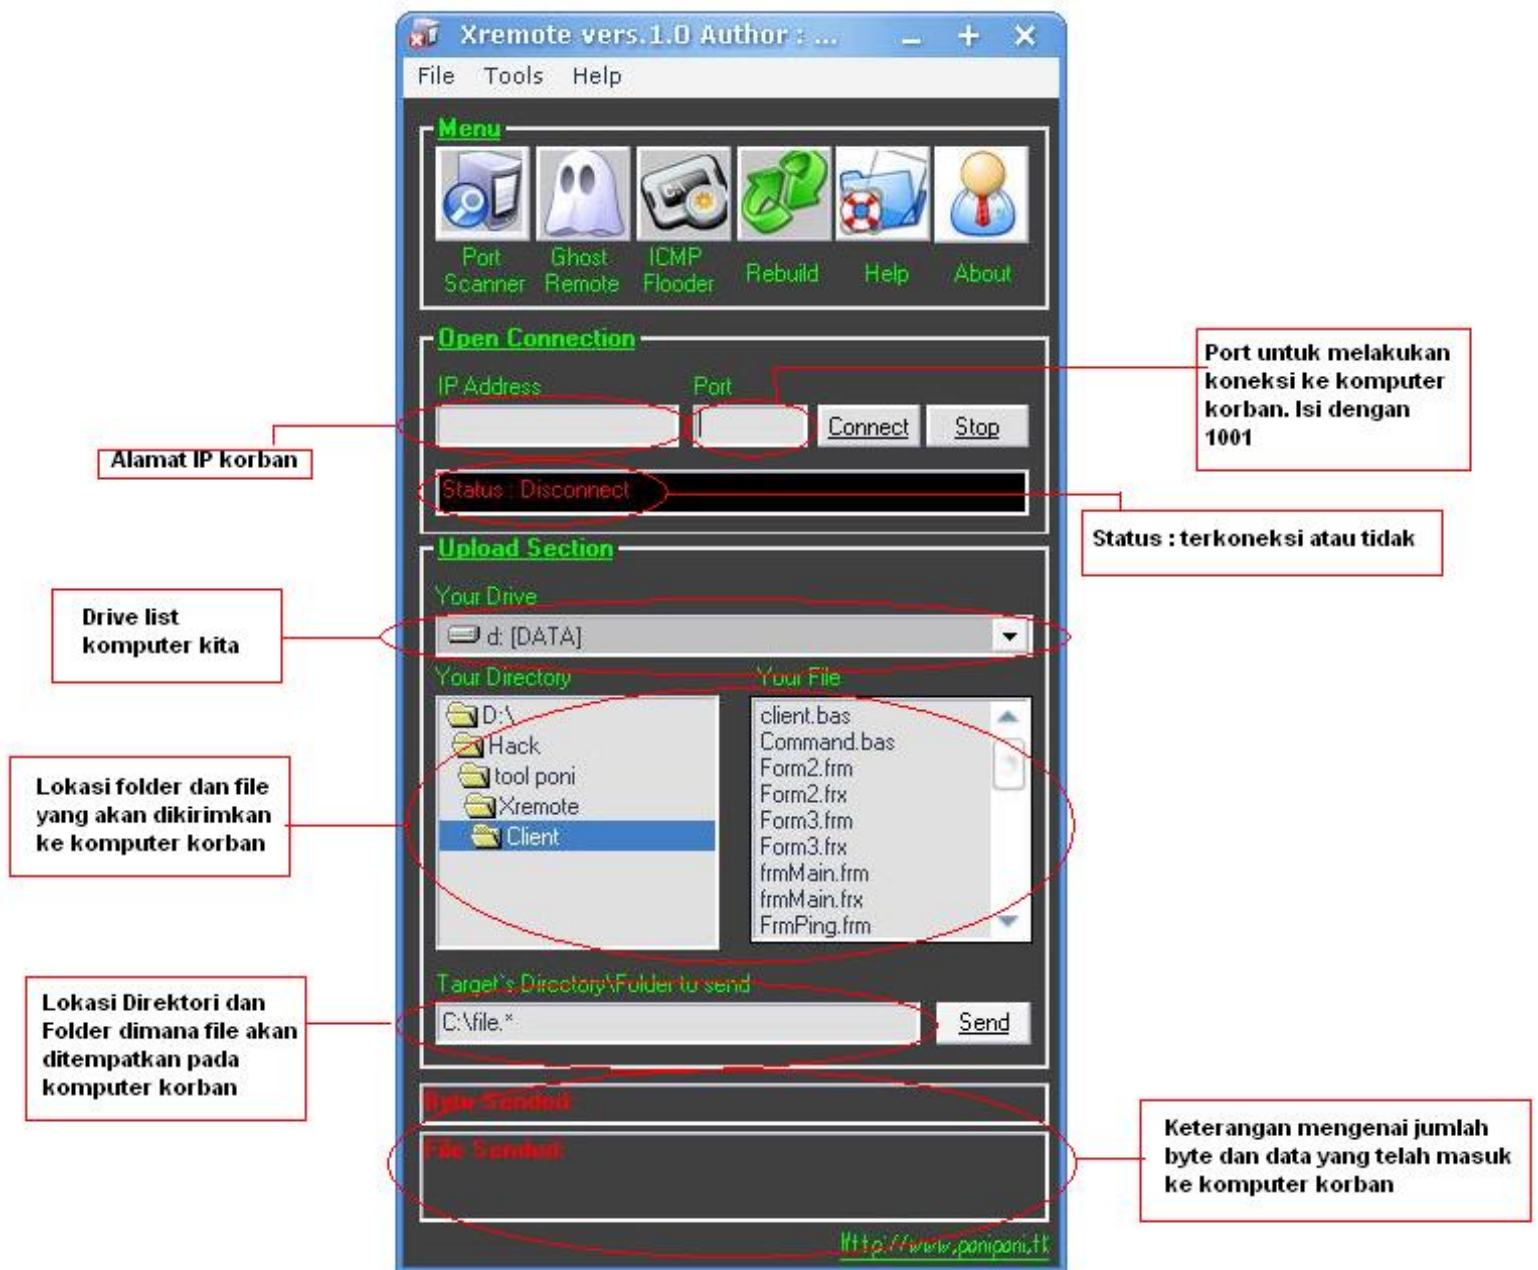 Xremote vers.1.0 Author : ...
File Tools Help
Menu
Port Scanner
Ghost Remote
ICMP Flooder
Rebuild
Help
About
Open Connection
IP Address
Port
Connect
Stop
Status : Disconnect
Alamat IP korban
Port untuk melakukan
koneksi ke komputer
korban. Isi dengan
1001
Status : terkoneksi atau tidak
Upload Section
Your Drive
d: [DATA]
Drive list
komputer kita
Your Directory
D:\
Hack
tool poni
Xremote
Client
Your File
client.bas
Command.bas
Form2.frm
Form2.frx
Form3.frm
Form3.frx
frmMain.frm
frmMain.frx
FrmPing.frm
Lokasi folder dan file
yang akan dikirimkan
ke komputer korban
Target`s Directory\Folder to send
C:\file.*
Send
Lokasi Direktori dan
Folder dimana file akan
ditempatkan pada
komputer korban
Byte Sended:
File Sended:
Keterangan mengenai jumlah
byte dan data yang telah masuk
ke komputer korban
Http://www.poniponi.tk